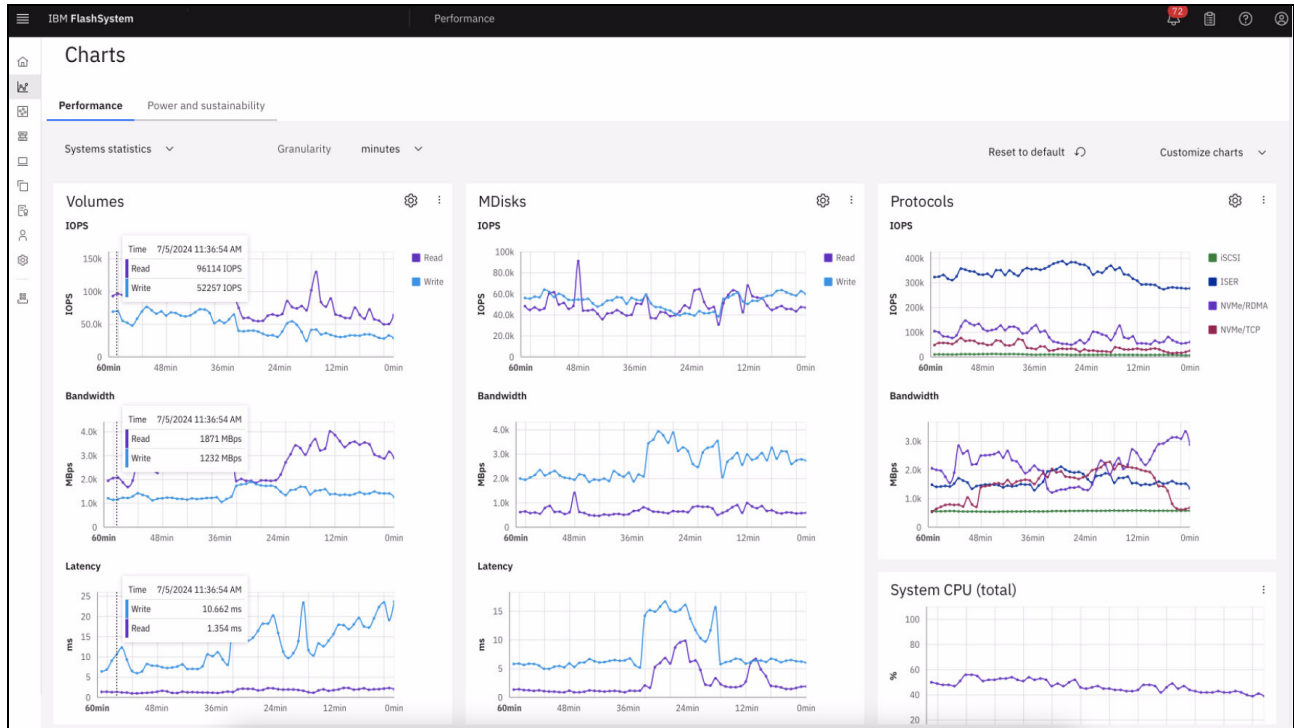 IBM FlashSystem
Performance
72
Charts
Performance
Power and sustainability
Systems statistics
Granularity
minutes
Reset to default
Customize charts
Volumes
IOPS
Time 7/5/2024 11:36:54 AM
Read 96114 IOPS
Write 52257 IOPS
Read
Write
150k
100k
50.0k
0
IOPS
60min 48min 36min 24min 12min 0min
Bandwidth
Time 7/5/2024 11:36:54 AM
Read 1871 MBps
Write 1232 MBps
4.0k
3.0k
2.0k
1.0k
0
MBps
60min 48min 36min 24min 12min 0min
Latency
Time 7/5/2024 11:36:54 AM
Write 10.662 ms
Read 1.354 ms
25
20
15
10
5
0
ms
60min 48min 36min 24min 12min 0min
MDisks
IOPS
Read
Write
100k
80.0k
60.0k
40.0k
20.0k
0
IOPS
60min 48min 36min 24min 12min 0min
Bandwidth
4.0k
3.0k
2.0k
1.0k
0
MBps
60min 48min 36min 24min 12min 0min
Latency
15
10
5
0
ms
60min 48min 36min 24min 12min 0min
Protocols
IOPS
iSCSI
ISER
NVMe/RDMA
NVMe/TCP
400k
300k
200k
100k
0
IOPS
60min 48min 36min 24min 12min 0min
Bandwidth
3.0k
2.0k
1.0k
0
MBps
60min 48min 36min 24min 12min 0min
System CPU (total)
100
80
60
40
20
%